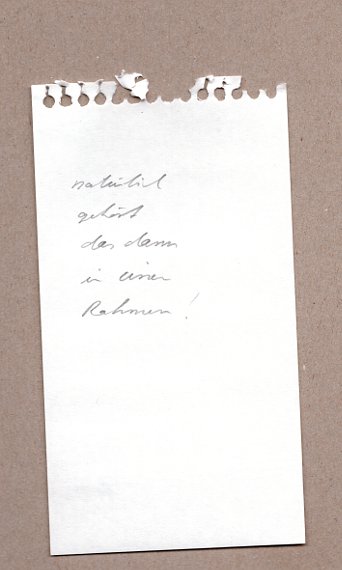 natürlich
gehört
das dann
in einen
Rahmen!